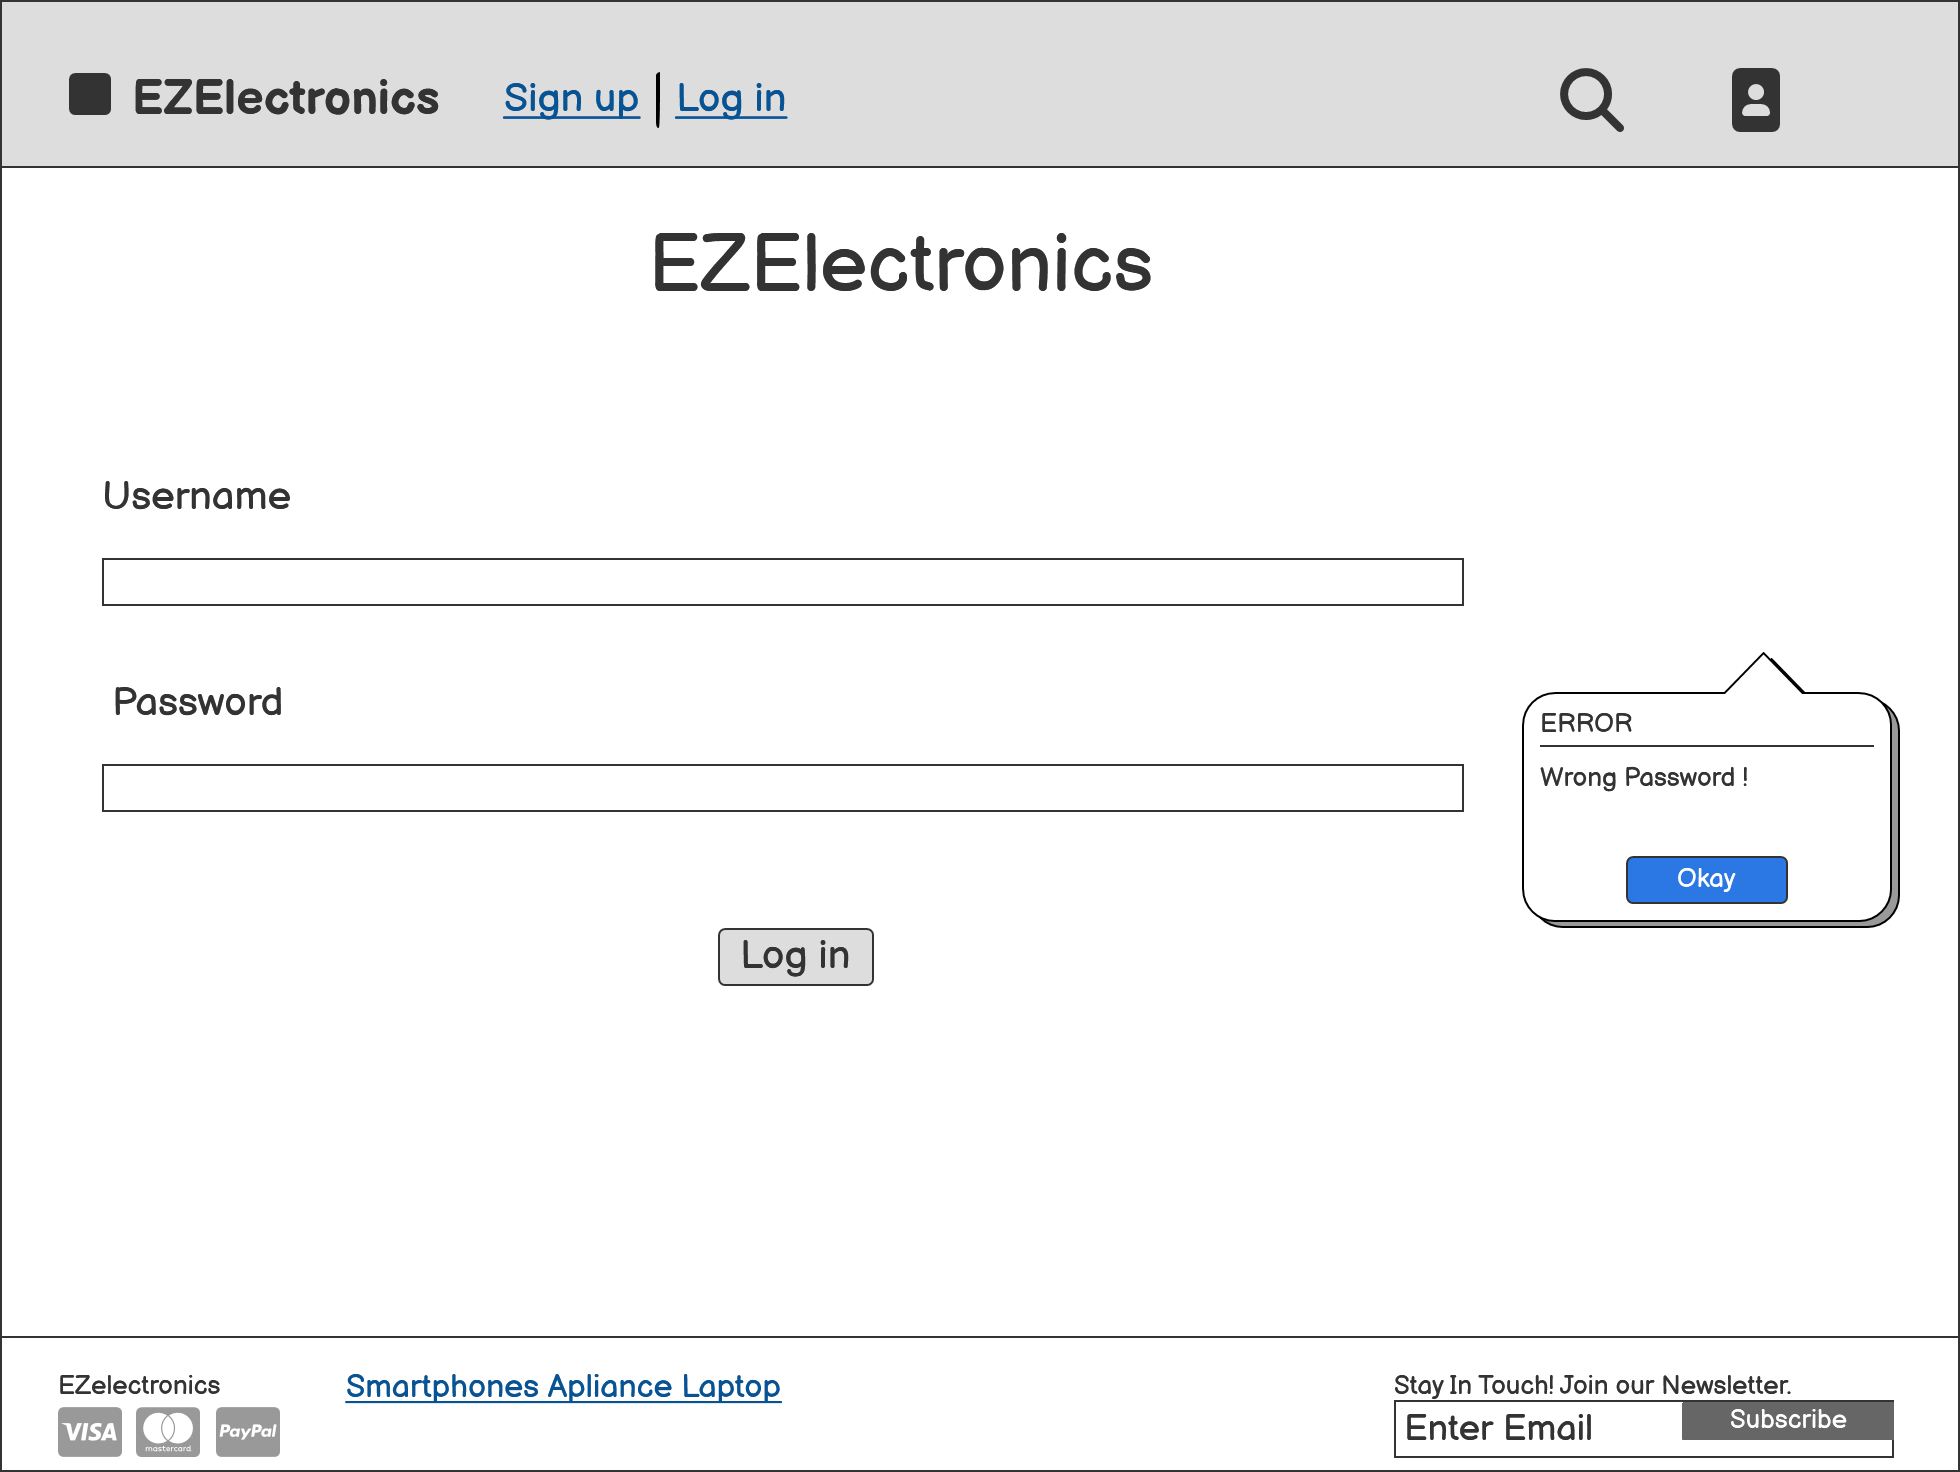 EZElectronics
Sign up
Log in
EZElectronics
Username
Password
ERROR
Wrong Password !
Okay
Log in
EZelectronics
Smartphones Apliance Laptop
Stay In Touch! Join our Newsletter.
Enter Email
Subscribe
VISA
mastercard
PayPal